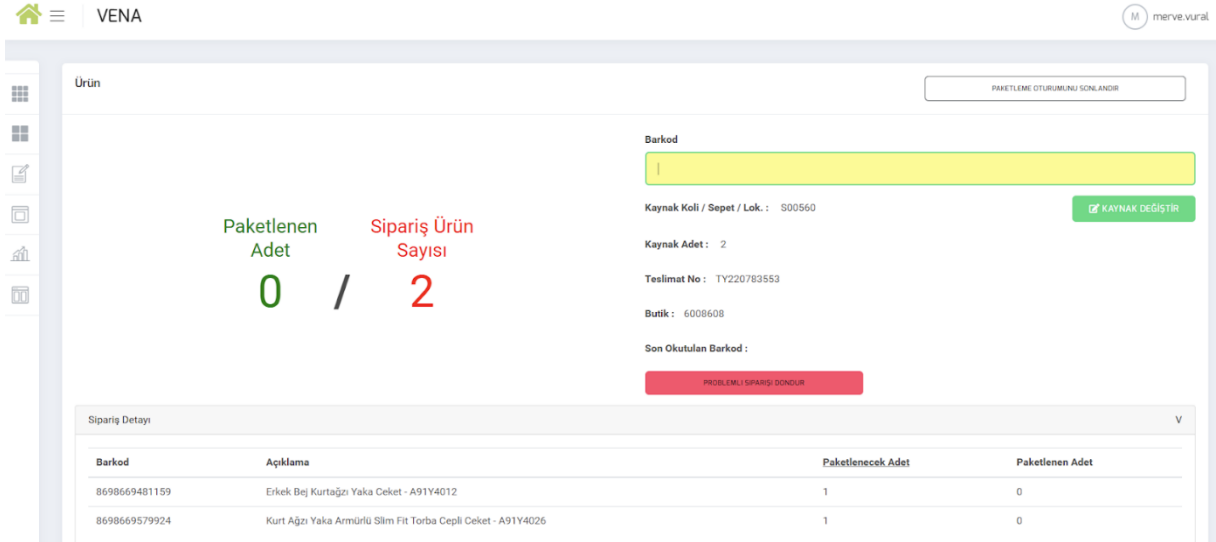 VENA
M merve.vural
Ürün
PAKETLEME OTURUMUNU SONLANDIR
Barkod
Kaynak Koli / Sepet / Lok. : S00560
KAYNAK DEĞİŞTİR
Paketlenen Adet
Sipariş Ürün Sayısı
0 / 2
Kaynak Adet : 2
Teslimat No : TY220783553
Butik : 6008608
Son Okutulan Barkod :
PROBLEMLİ SİPARİŞİ DONDUR
Sipariş Detayı V
Barkod Açıklama Paketlenecek Adet Paketlenen Adet
8698669481159 Erkek Bej Kurtağzı Yaka Ceket - A91Y4012 1 0
8698669579924 Kurt Ağzı Yaka Armürlü Slim Fit Torba Cepli Ceket - A91Y4026 1 0